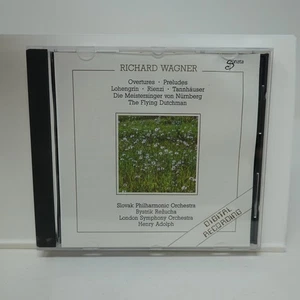 RICHARD WAGNER
Sonata
Overtures · Preludes
Lohengrin · Rienzi · Tannhäuser
Die Meistersinger von Nürnberg
The Flying Dutchman
Slovak Philharmonic Orchestra
Bystrik Režucha
London Symphony Orchestra
Henry Adolph
DIGITAL
RECORDING